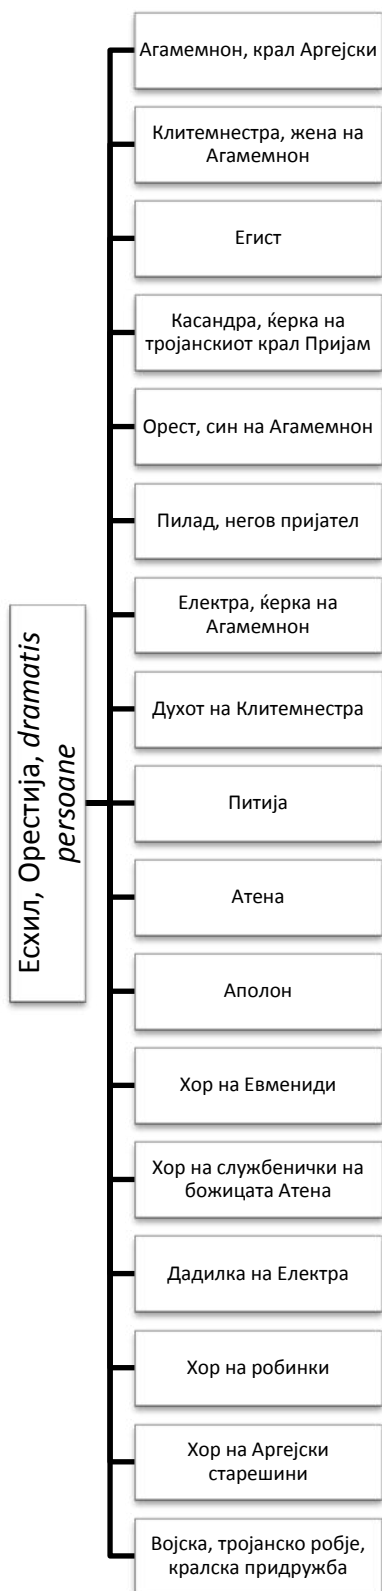 Есхил, Орестија, dramatis
persoane
Агамемнон, крал Аргејски
Клитемнестра, жена на
Агамемнон
Егист
Касандра, ќерка на
тројанскиот крал Пријам
Орест, син на Агамемнон
Пилад, негов пријател
Електра, ќерка на
Агамемнон
Духот на Клитемнестра
Питија
Атена
Аполон
Хор на Евмениди
Хор на службенички на
божицата Атена
Дадилка на Електра
Хор на робинки
Хор на Аргејски
старешини
Војска, тројанско робје,
кралска придружба